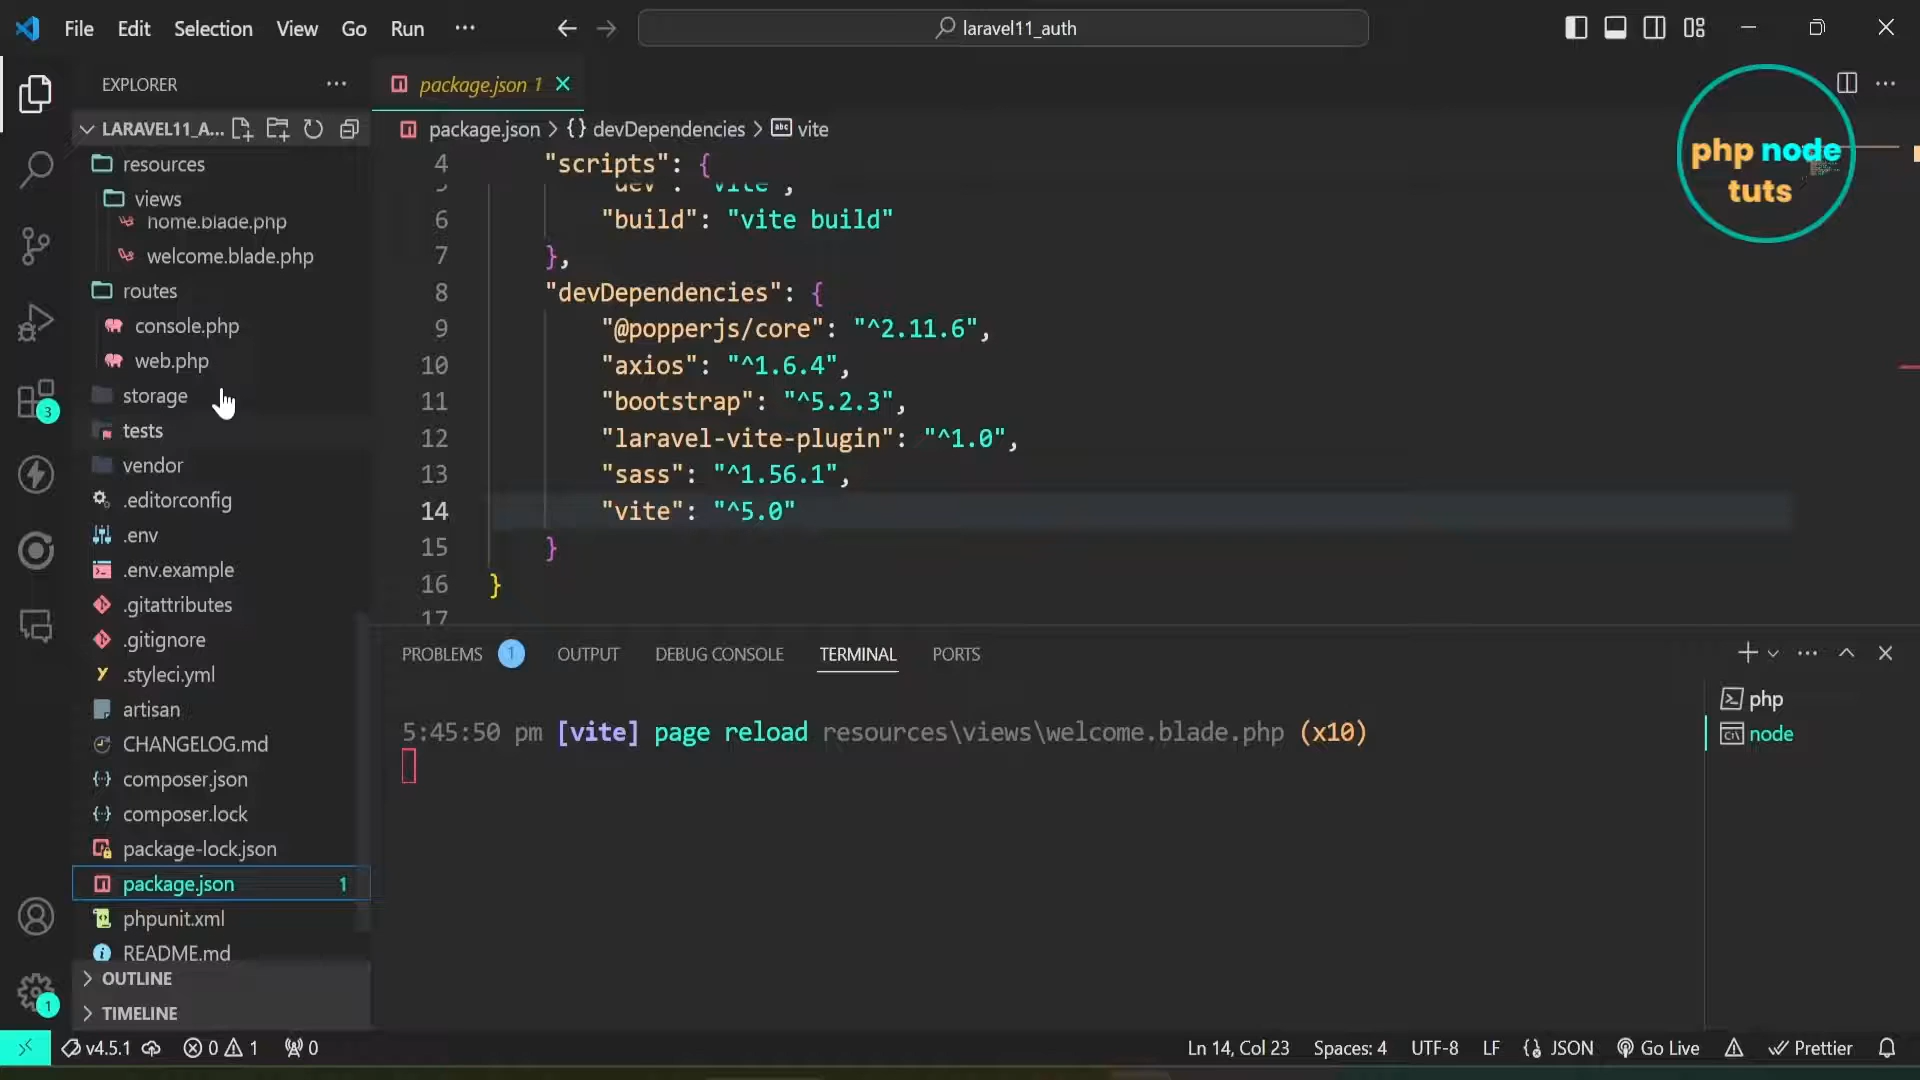 File Edit Selection View Go Run ··· laravel11_auth
EXPLORER ···
LARAVEL11_A...
resources
views
home.blade.php
welcome.blade.php
routes
console.php
web.php
storage
tests
vendor
.editorconfig
.env
.env.example
.gitattributes
.gitignore
.styleci.yml
artisan
CHANGELOG.md
composer.json
composer.lock
package-lock.json
package.json 1
phpunit.xml
README.md
OUTLINE
TIMELINE
3
1
package.json 1
package.json > {} devDependencies > abc vite
4 "scripts": {
5 "dev": "vite",
6 "build": "vite build"
7 },
8 "devDependencies": {
9 "@popperjs/core": "^2.11.6",
10 "axios": "^1.6.4",
11 "bootstrap": "^5.2.3",
12 "laravel-vite-plugin": "^1.0",
13 "sass": "^1.56.1",
14 "vite": "^5.0"
15 }
16 }
17
php node
tuts
PROBLEMS 1 OUTPUT DEBUG CONSOLE TERMINAL PORTS
5:45:50 pm [vite] page reload resources\views\welcome.blade.php (x10)
php
node
v4.5.1 0 1 0 Ln 14, Col 23 Spaces: 4 UTF-8 LF {} JSON Go Live Prettier